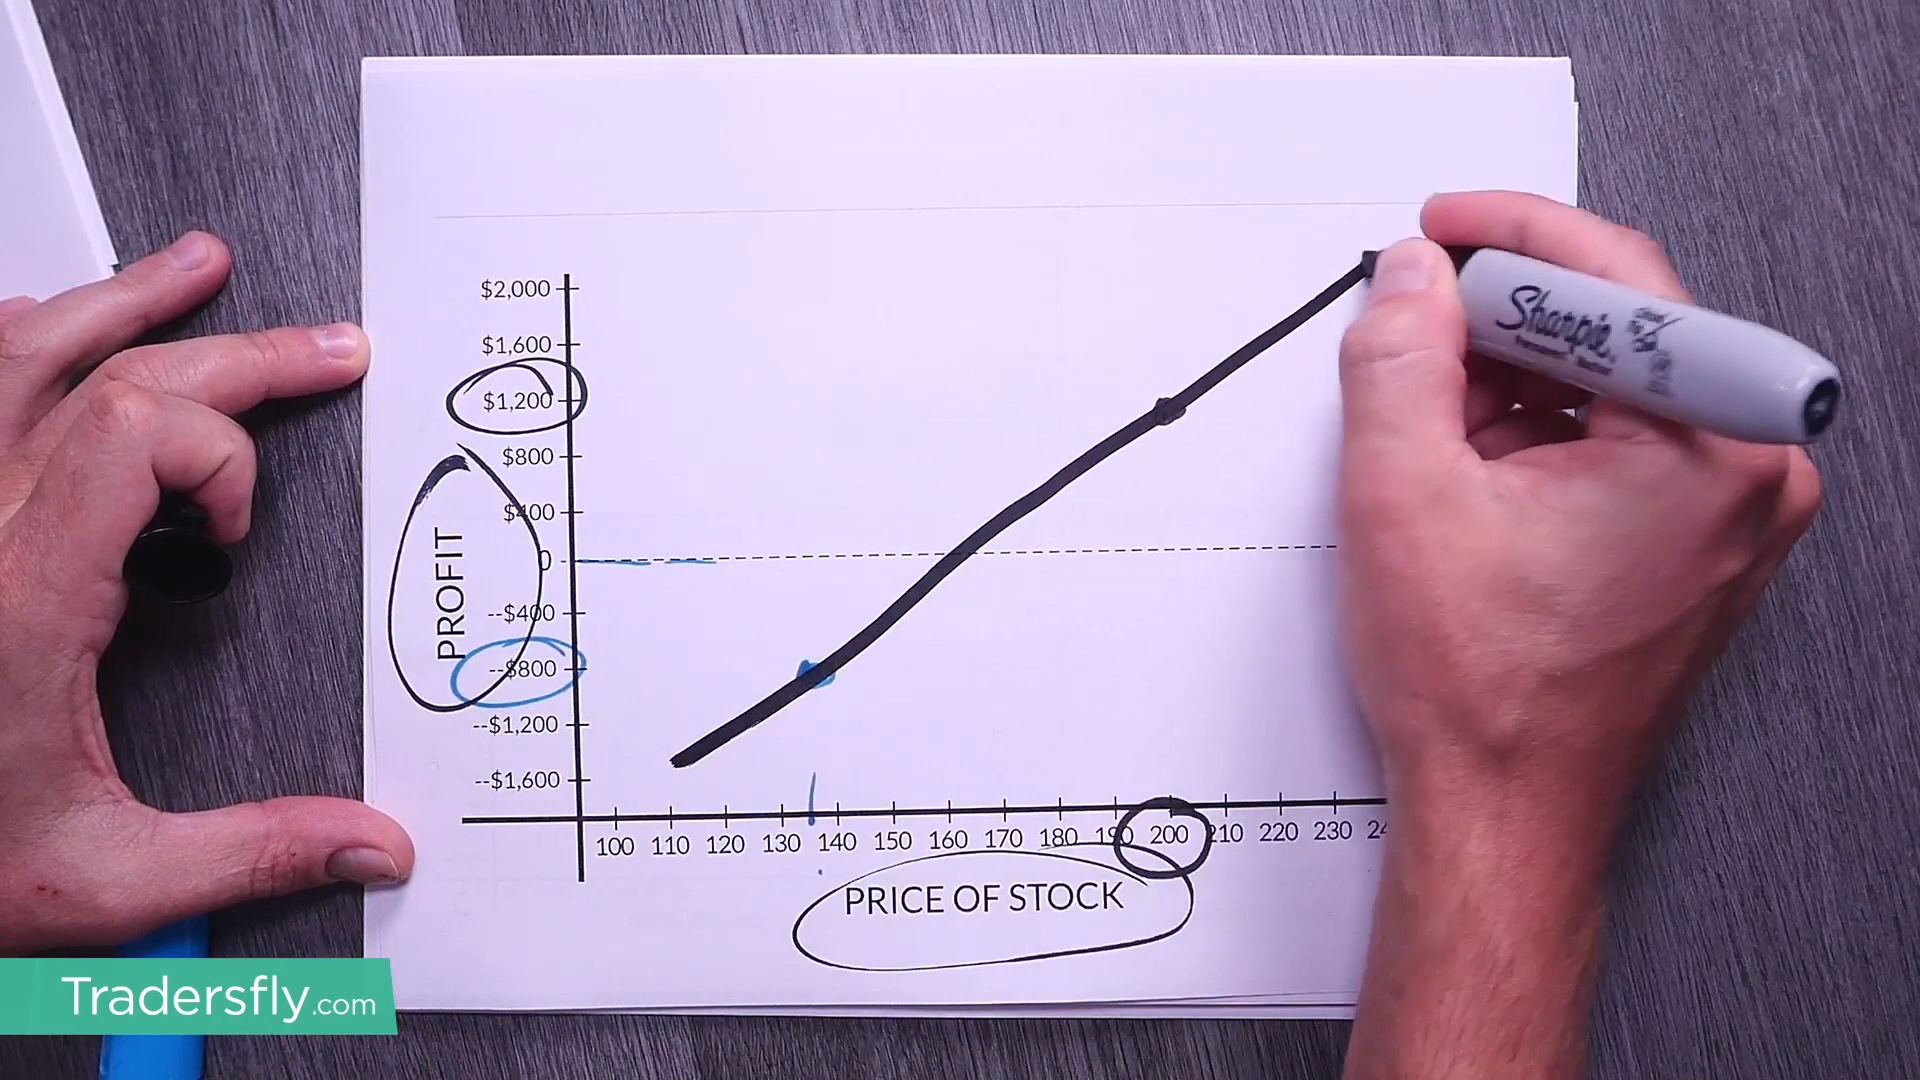 $2,000
$1,600
$1,200
$800
$400
0
--$400
--$800
--$1,200
--$1,600
PROFIT
100 110 120 130 140 150 160 170 180 190 200 210 220 230
PRICE OF STOCK
Sharpie
Tradersfly.com